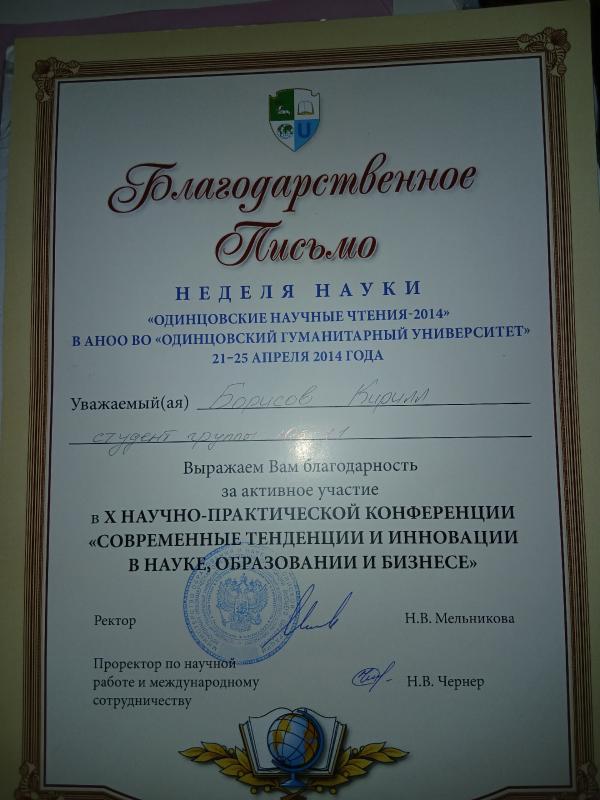 Благодарственное
Письмо
НЕДЕЛЯ НАУКИ
«ОДИНЦОВСКИЕ НАУЧНЫЕ ЧТЕНИЯ-2014»
В АНОО ВО «ОДИНЦОВСКИЙ ГУМАНИТАРНЫЙ УНИВЕРСИТЕТ»
21–25 АПРЕЛЯ 2014 ГОДА
Уважаемый(ая) Борисов Кирилл
студент группы
Выражаем Вам благодарность
за активное участие
в X НАУЧНО-ПРАКТИЧЕСКОЙ КОНФЕРЕНЦИИ
«СОВРЕМЕННЫЕ ТЕНДЕНЦИИ И ИННОВАЦИИ
В НАУКЕ, ОБРАЗОВАНИИ И БИЗНЕСЕ»
Ректор Н.В. Мельникова
Проректор по научной
работе и международному Н.В. Чернер
сотрудничеству